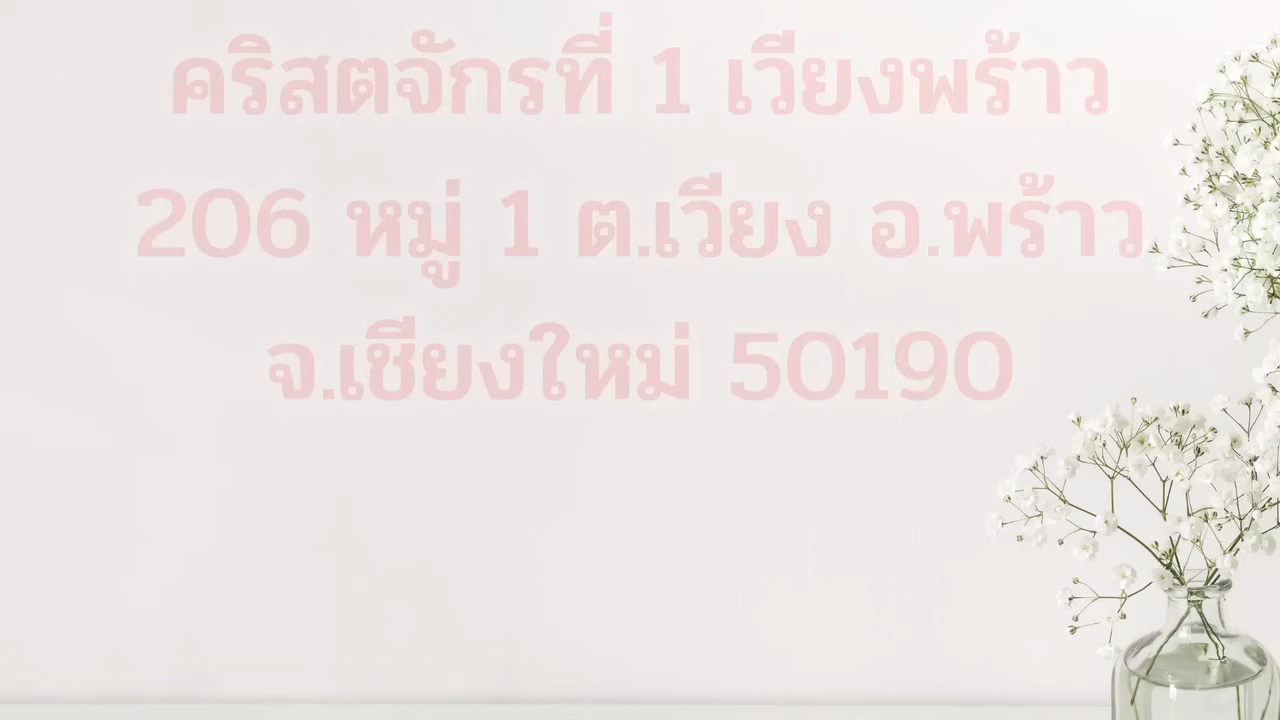 คริสตจักรที่ 1 เวียงพร้าว
206 หมู่ 1 ต.เวียง อ.พร้าว
จ.เชียงใหม่ 50190